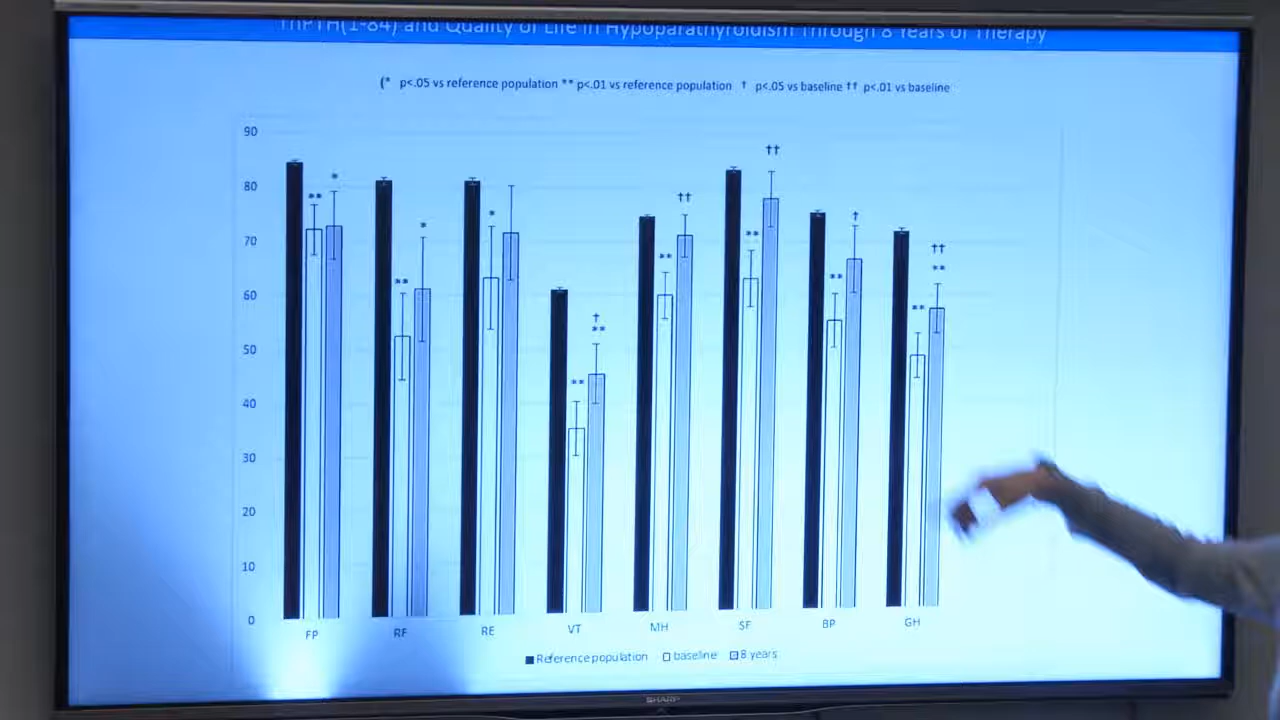 rhPTH(1-84) and Quality of Life in Hypoparathyroidism Through 8 Years of Therapy
(* p<.05 vs reference population ** p<.01 vs reference population † p<.05 vs baseline †† p<.01 vs baseline
90
80
70
60
50
40
30
20
10
0
** *
** *
*
** † **
** ††
** ††
** †
** †† **
FP RF RE VT MH SF BP GH
Reference population baseline 8 years
SHARP